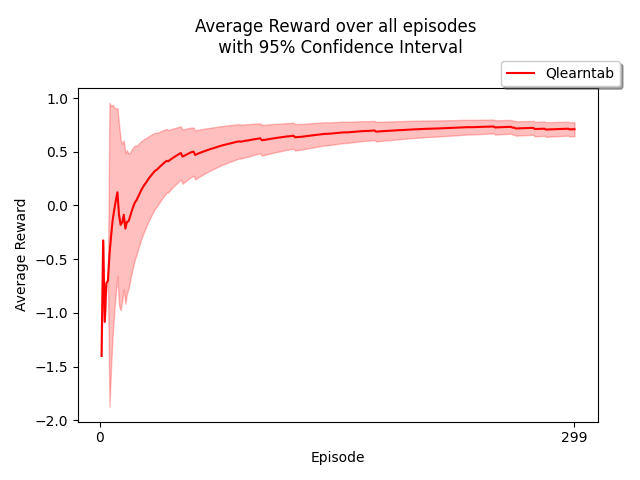 Average Reward over all episodes
with 95% Confidence Interval
Qlearntab
1.0
0.5
0.0
−0.5
−1.0
−1.5
−2.0
Average Reward
0
299
Episode